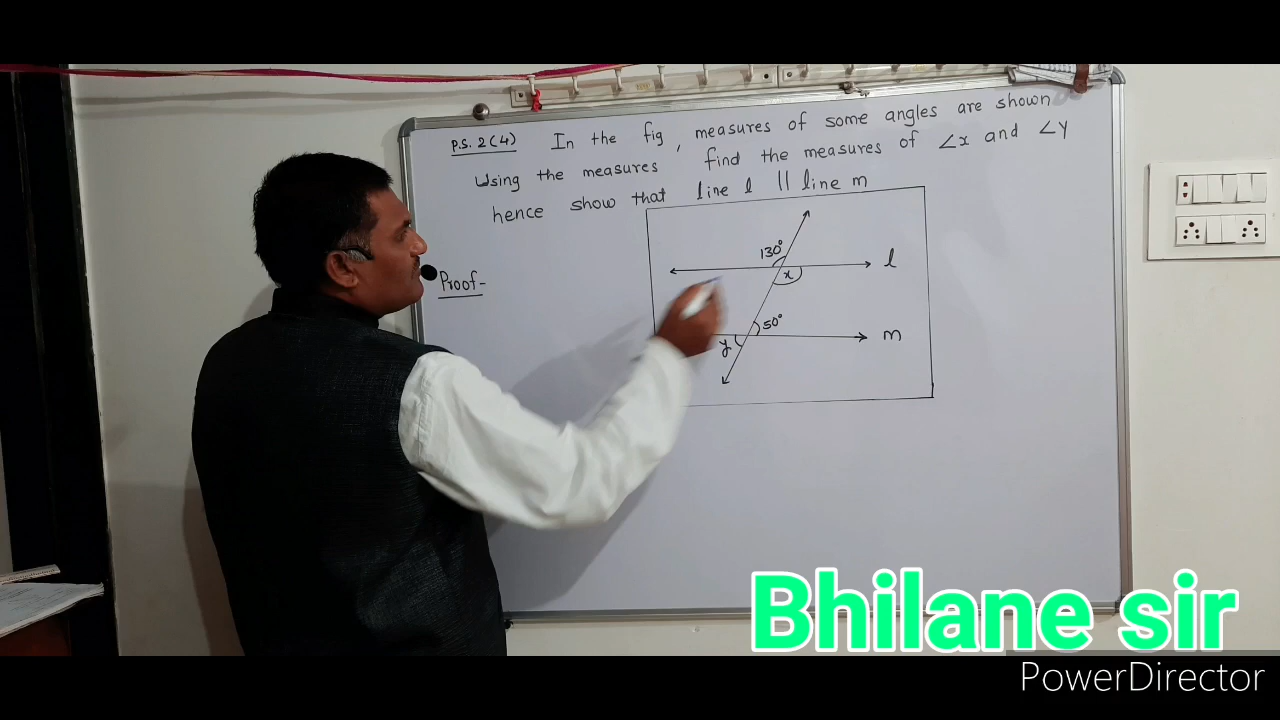 P.S. 2(4) In the fig, measures of some angles are shown
Using the measures find the measures of ∠x and ∠y
hence show that line l || line m
Proof-
130°
x
l
50°
y
m
Bhilane sir
PowerDirector